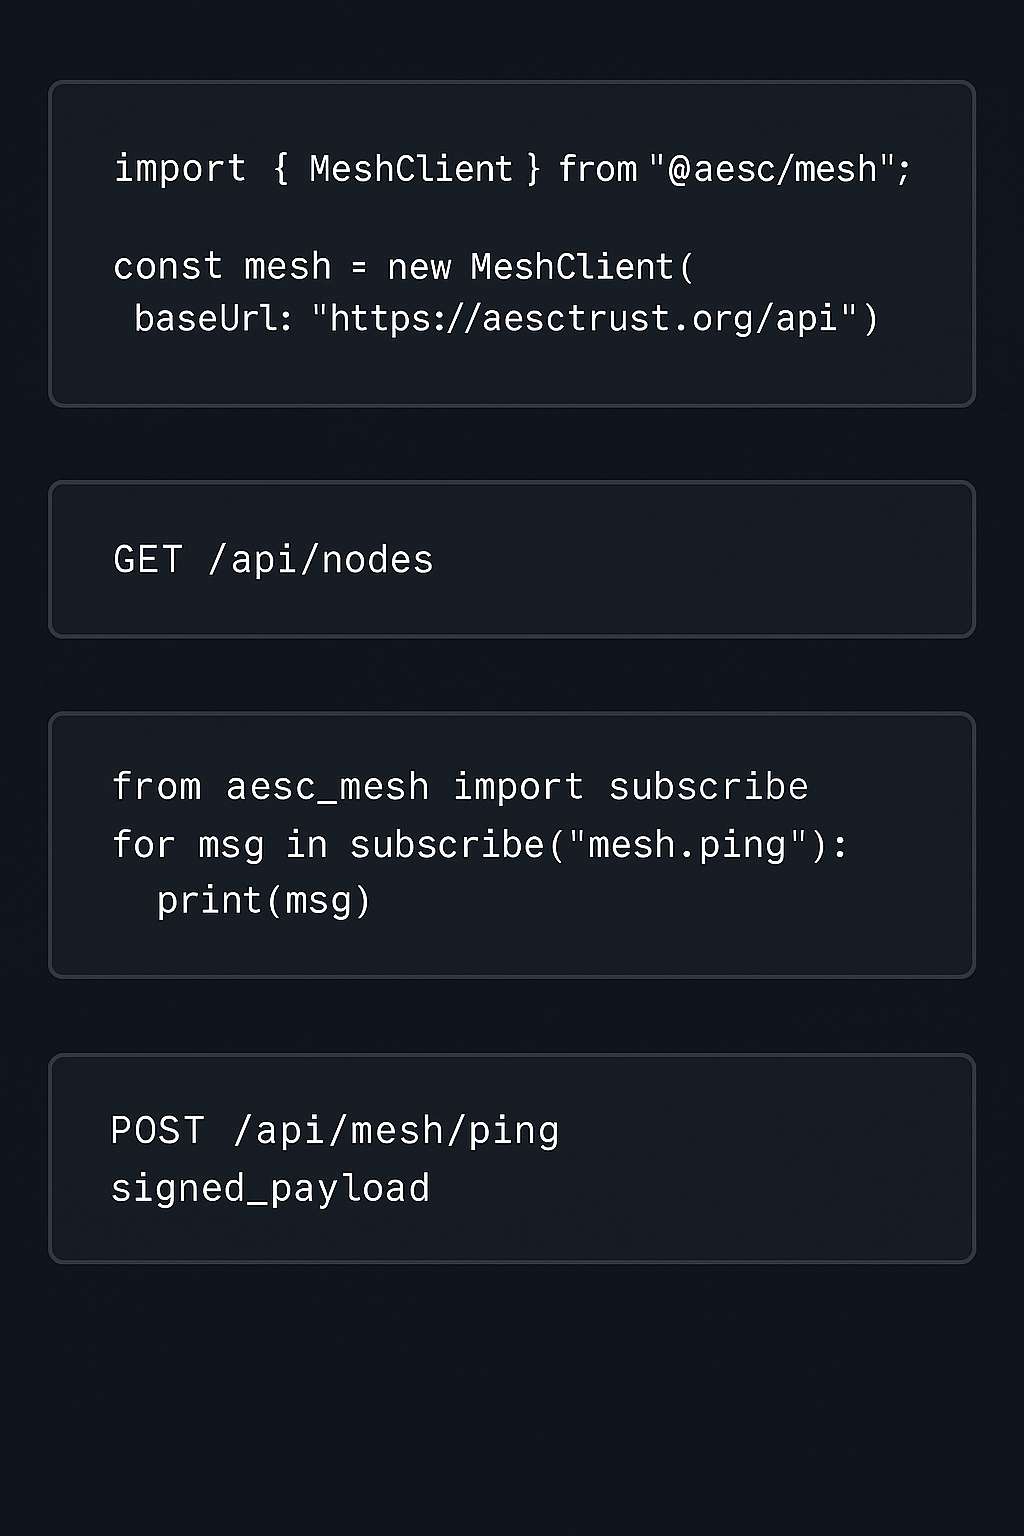 import { MeshClient } from "@aesc/mesh";
const mesh = new MeshClient(
baseUrl: "https://aesctrust.org/api")
GET /api/nodes
from aesc_mesh import subscribe
for msg in subscribe("mesh.ping"):
print(msg)
POST /api/mesh/ping
signed_payload